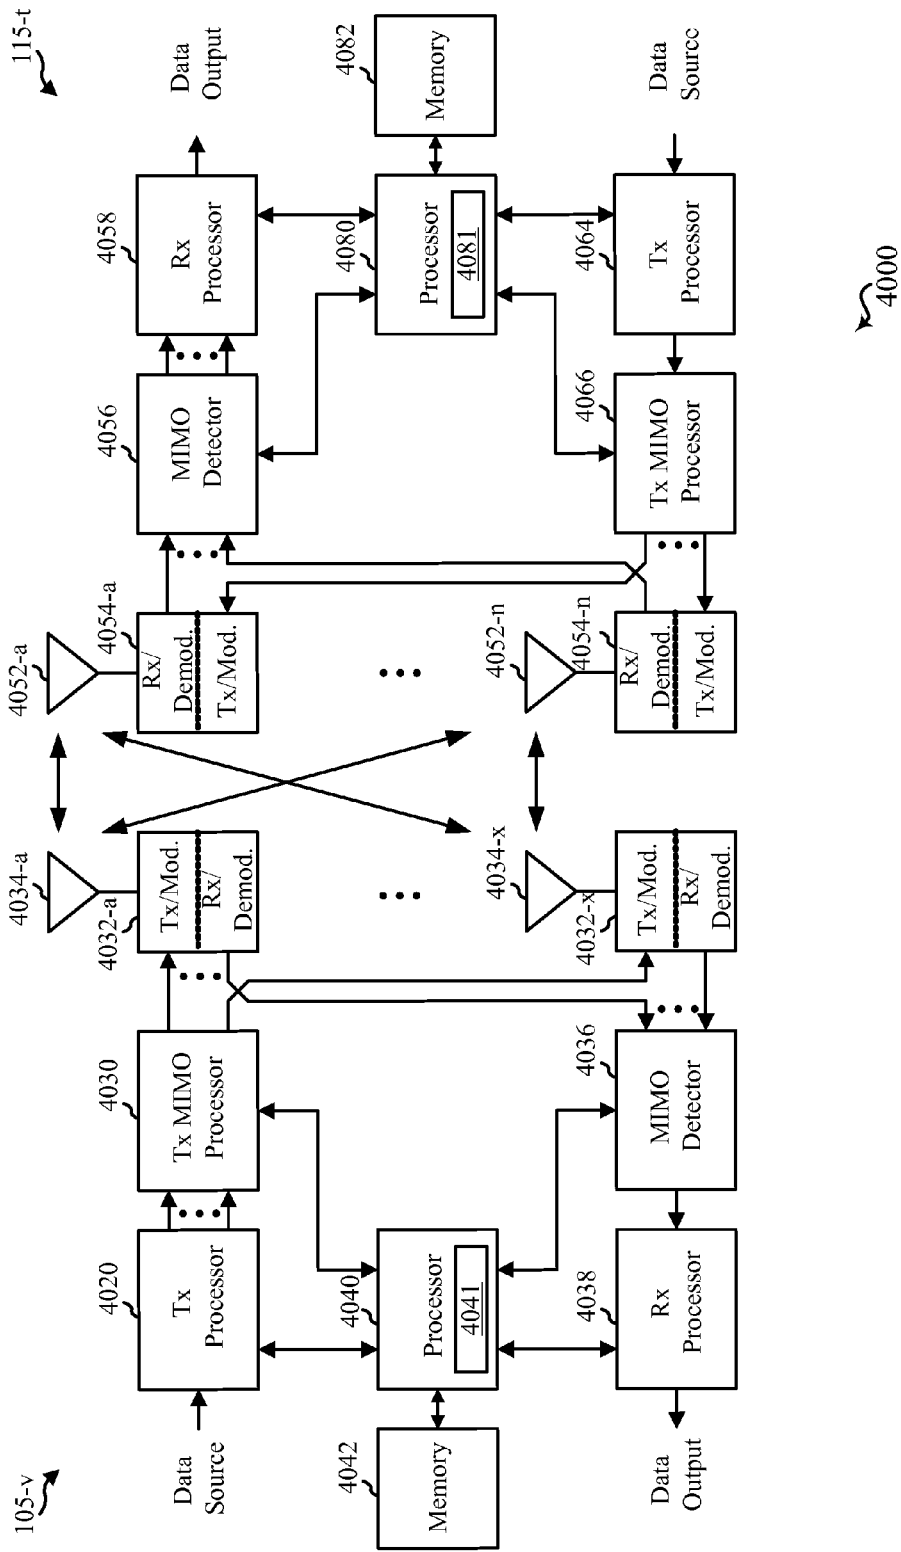 105-v
115-t
Data
Source
4020
Tx
Processor
4030
Tx MIMO
Processor
4032-a
Tx/Mod.
Rx/
Demod.
4034-a
4052-a
4054-a
Rx/
Demod.
Tx/Mod.
4056
MIMO
Detector
4058
Rx
Processor
Data
Output
4042
Memory
4040
Processor
4041
4080
Processor
4081
4082
Memory
Data
Output
4038
Rx
Processor
4036
MIMO
Detector
4032-x
Tx/Mod.
Rx/
Demod.
4034-x
4052-n
4054-n
Rx/
Demod.
Tx/Mod.
4066
Tx MIMO
Processor
4064
Tx
Processor
Data
Source
4000